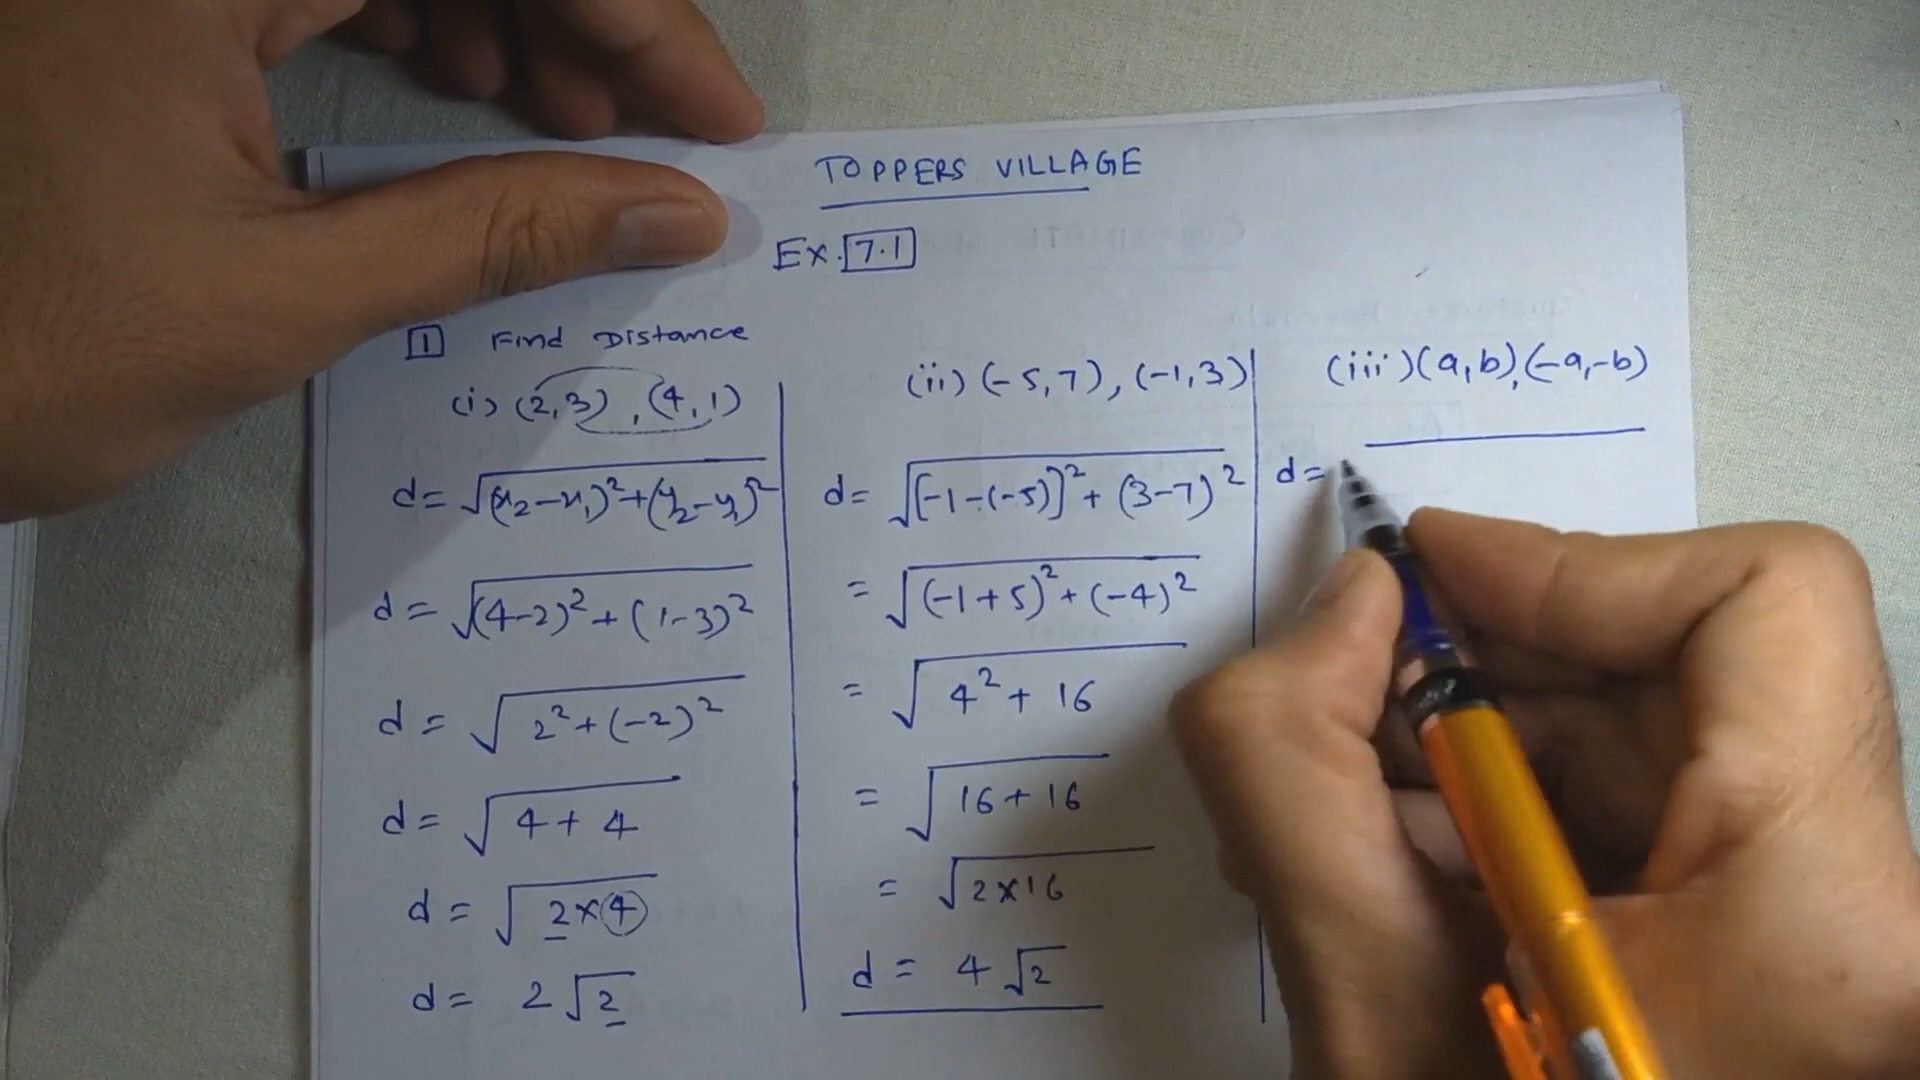 TOPPERS VILLAGE
Ex. 7.1
1 Find Distance
(i) (2,3), (4,1)
d = √(x₂-x₁)²+(y₂-y₁)²
d = √(4-2)²+(1-3)²
d = √2²+(-2)²
d = √4+4
d = √2×4
d = 2√2
(ii) (-5,7), (-1,3)
d = √[-1-(-5)]²+(3-7)²
= √(-1+5)²+(-4)²
= √4²+16
= √16+16
= √2×16
d = 4√2
(iii) (a,b), (-a,-b)
d =